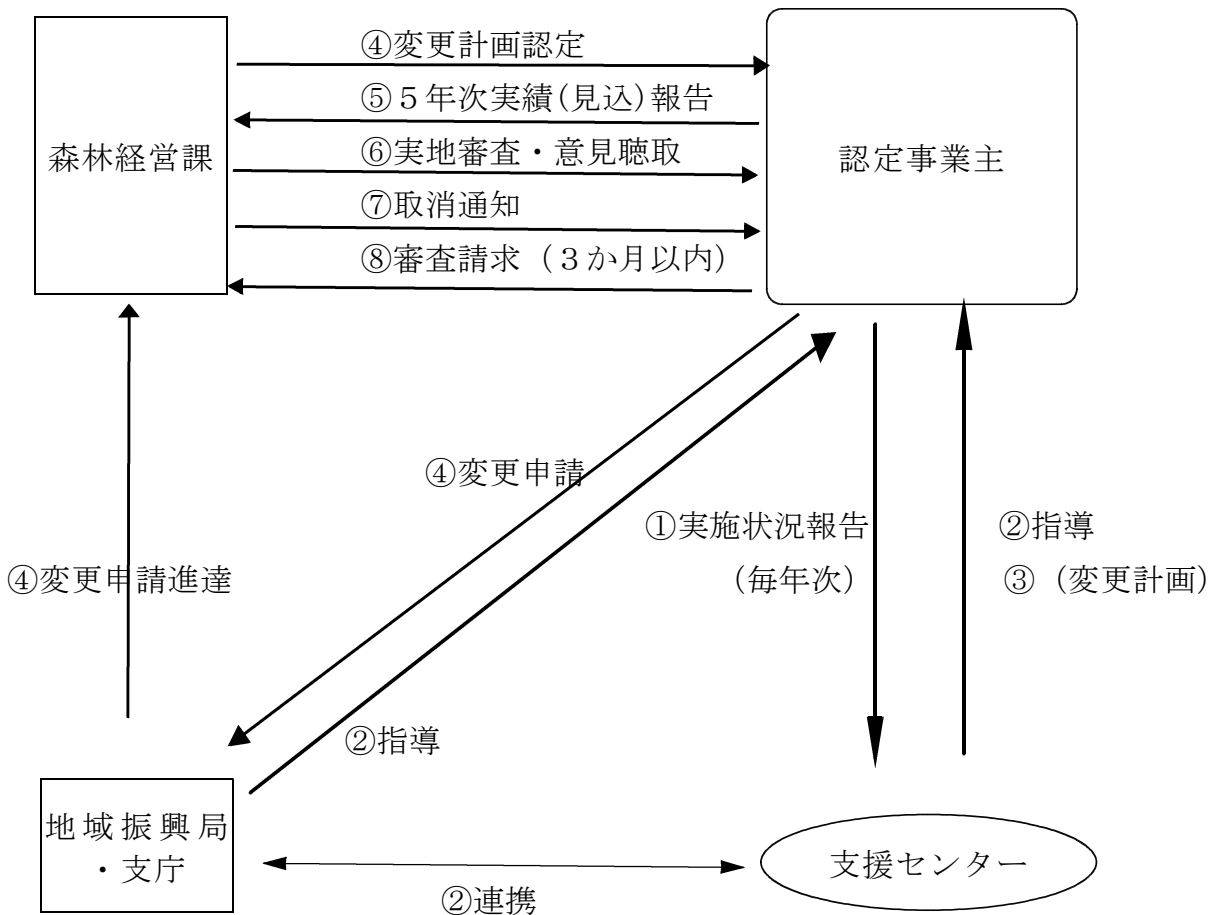 ④変更計画認定
⑤５年次実績(見込)報告
森林経営課
認定事業主
⑥実地審査・意見聴取
⑦取消通知
⑧審査請求（３か月以内）
④変更申請
①実施状況報告
(毎年次)
②指導
③（変更計画）
④変更申請進達
②指導
地域振興局
・支庁
支援センター
②連携